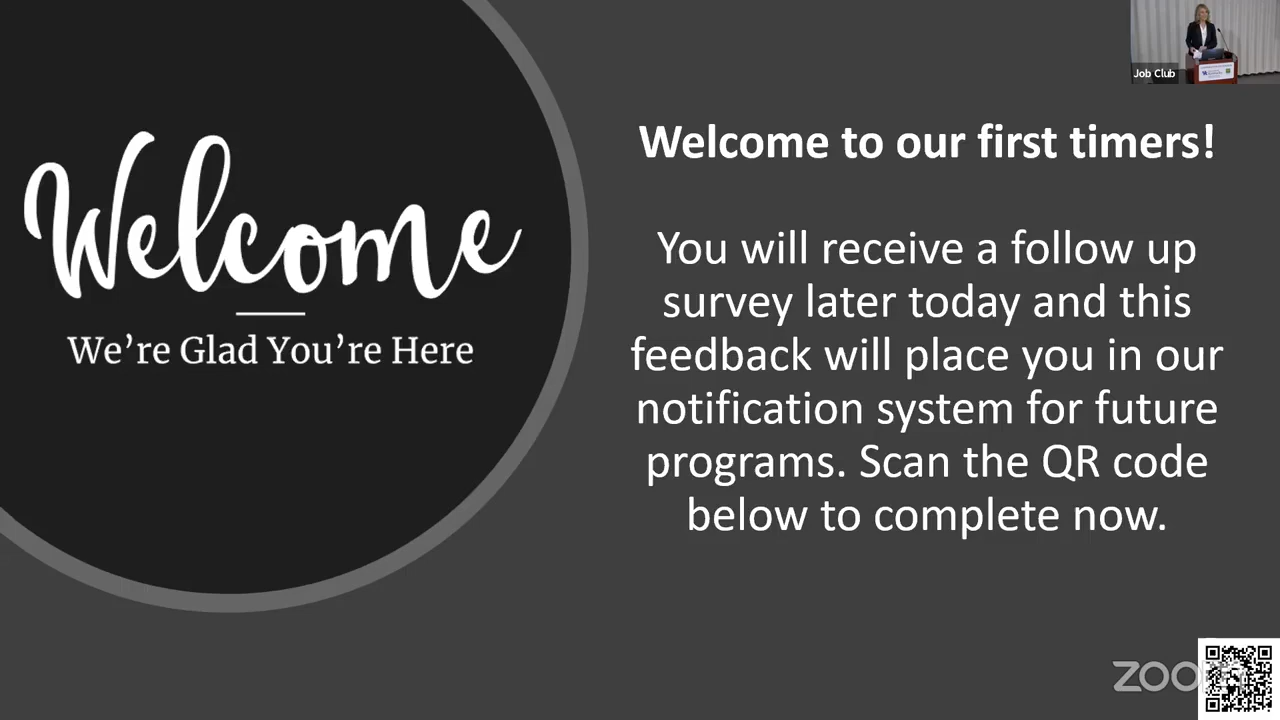 Job Club
Welcome
We're Glad You're Here
Welcome to our first timers!
You will receive a follow up
survey later today and this
feedback will place you in our
notification system for future
programs. Scan the QR code
below to complete now.
zoom